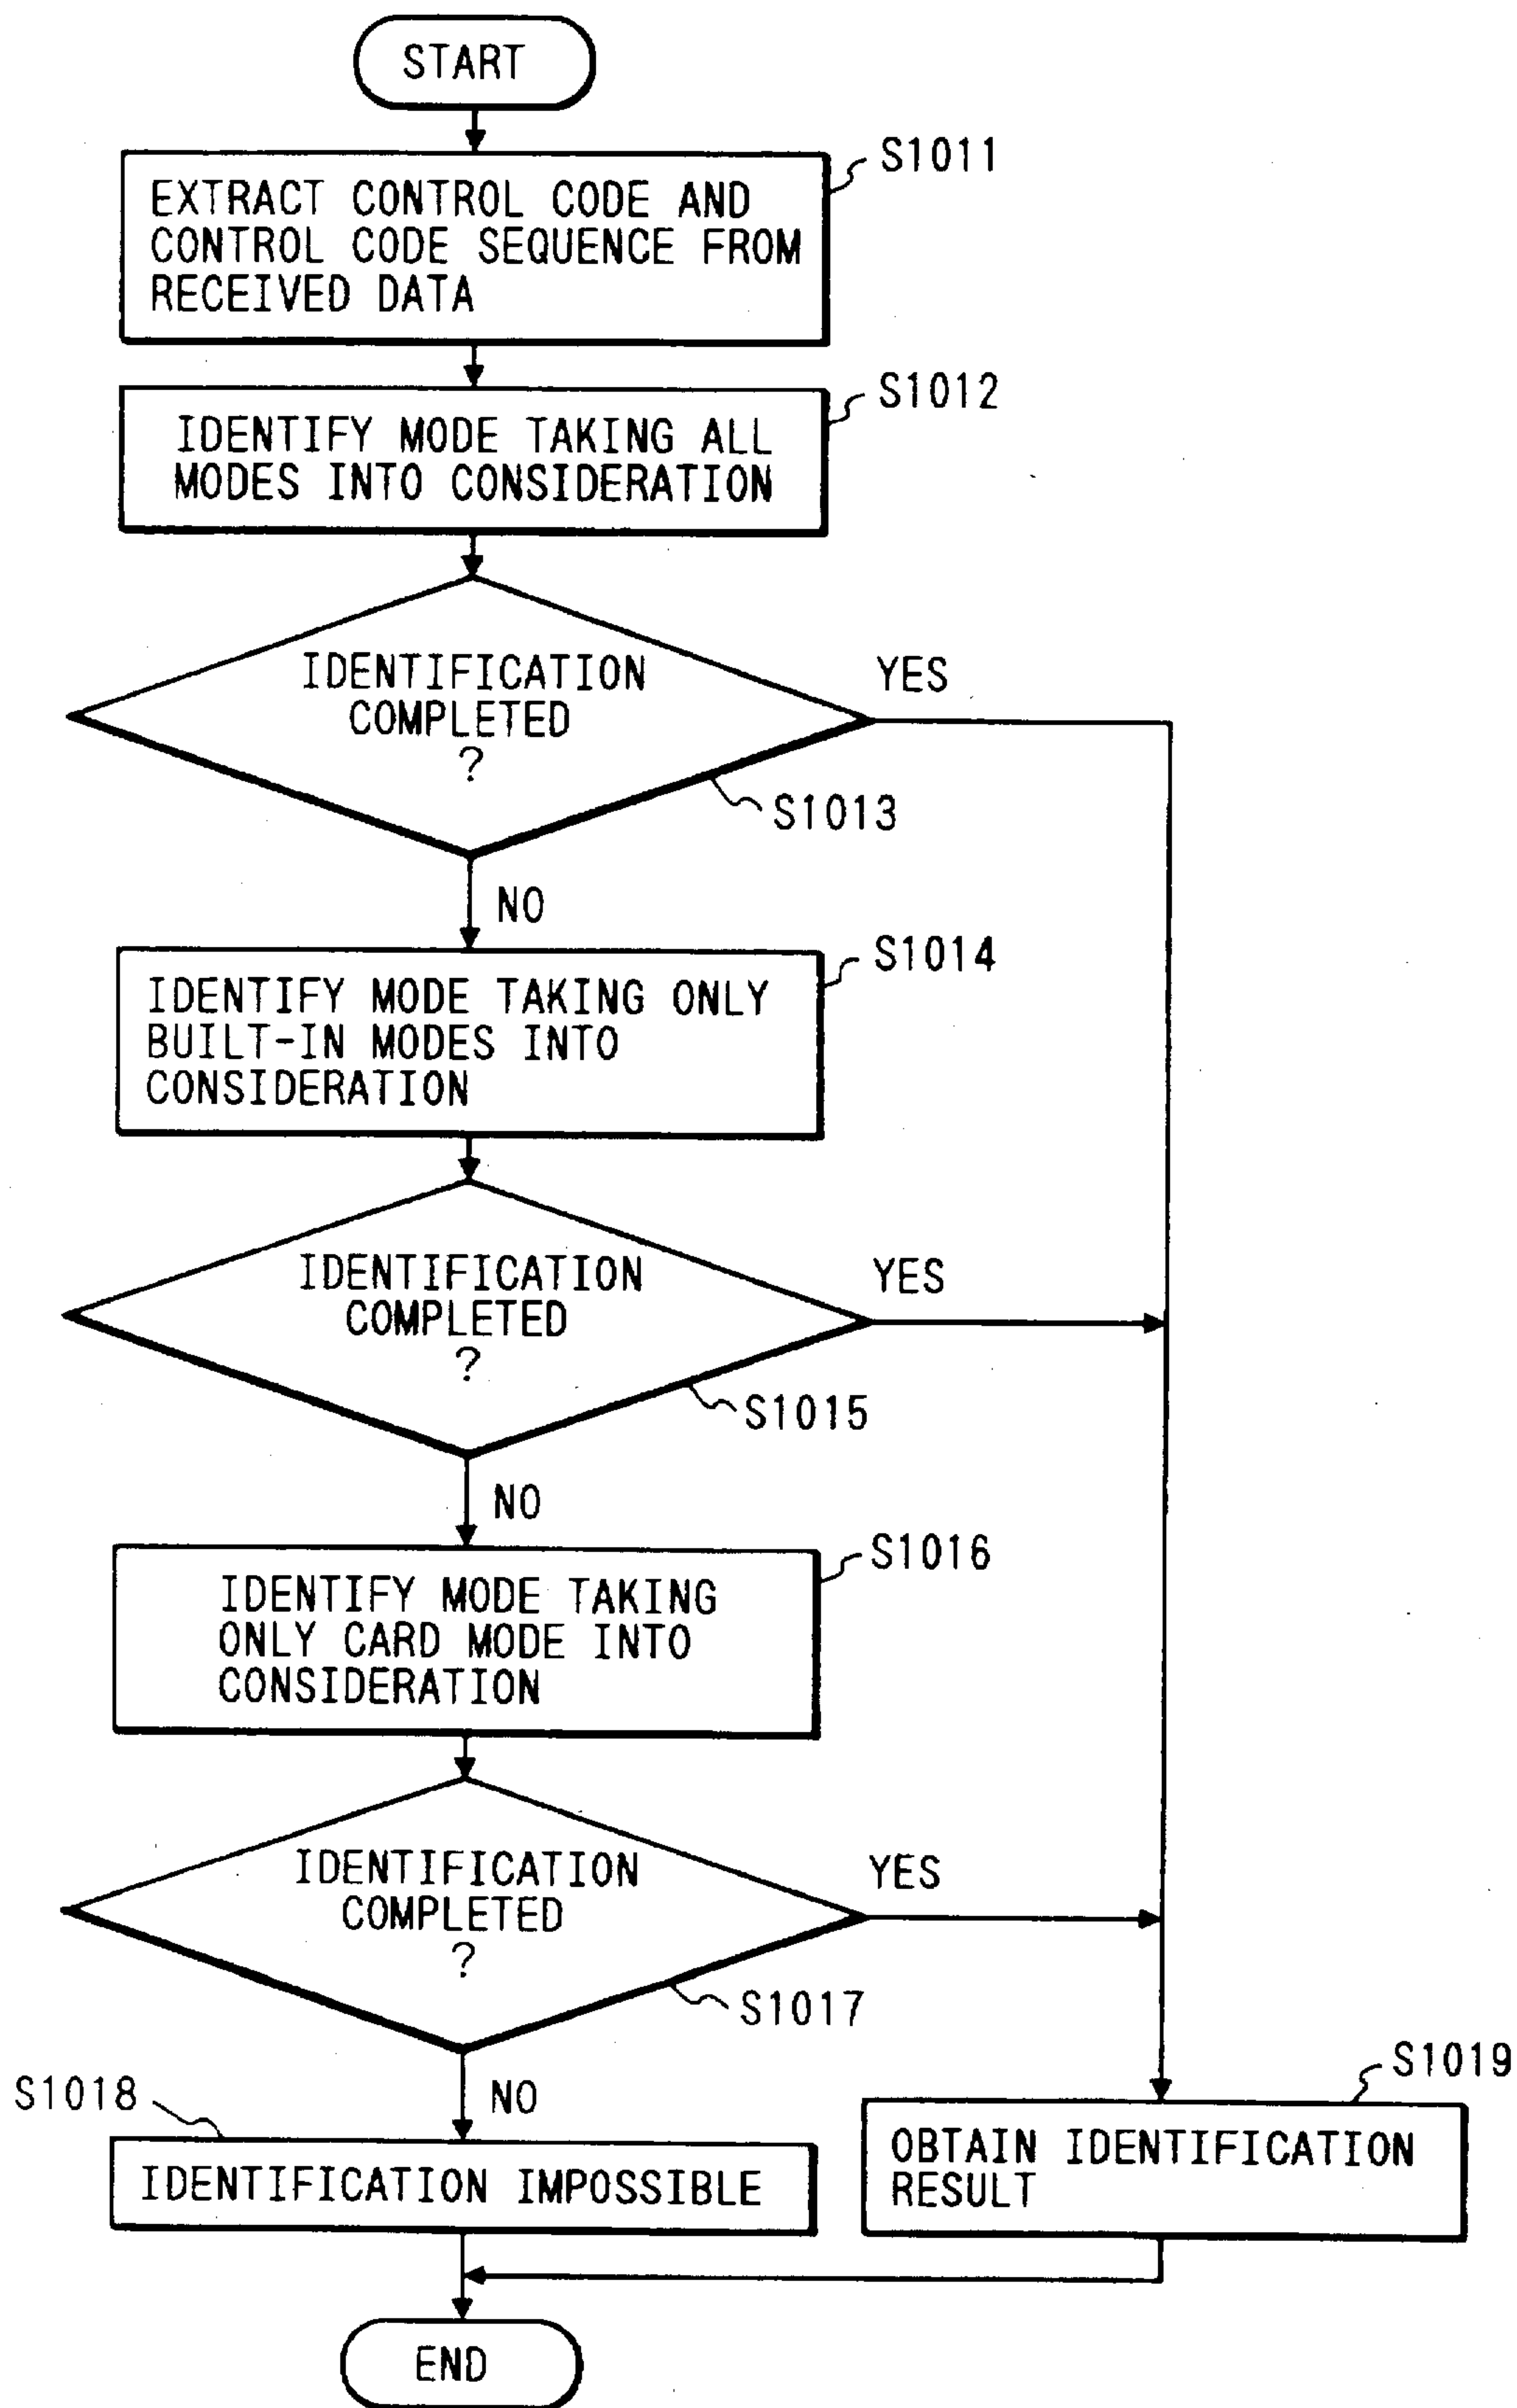 START
S1011
EXTRACT CONTROL CODE AND
CONTROL CODE SEQUENCE FROM
RECEIVED DATA
S1012
IDENTIFY MODE TAKING ALL
MODES INTO CONSIDERATION
IDENTIFICATION
COMPLETED
?
YES
S1013
NO
S1014
IDENTIFY MODE TAKING ONLY
BUILT-IN MODES INTO
CONSIDERATION
IDENTIFICATION
COMPLETED
?
YES
S1015
NO
S1016
IDENTIFY MODE TAKING
ONLY CARD MODE INTO
CONSIDERATION
IDENTIFICATION
COMPLETED
?
YES
S1017
NO
S1018
IDENTIFICATION IMPOSSIBLE
S1019
OBTAIN IDENTIFICATION
RESULT
END